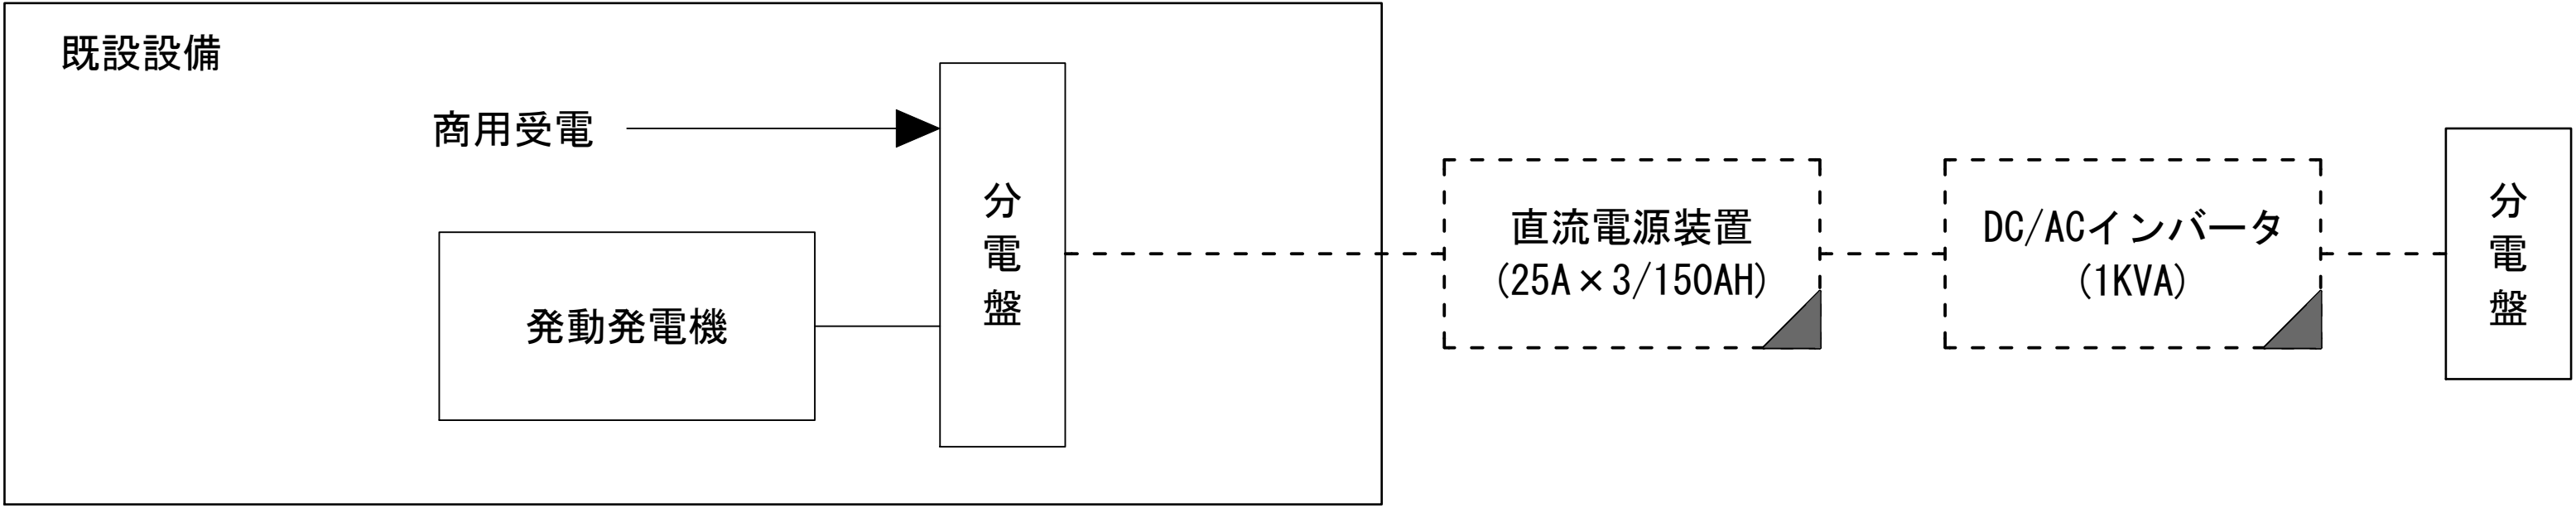 既設設備
商用受電
発動発電機
分電盤
直流電源装置
(25A×3/150AH)
DC/ACインバータ
(1KVA)
分電盤